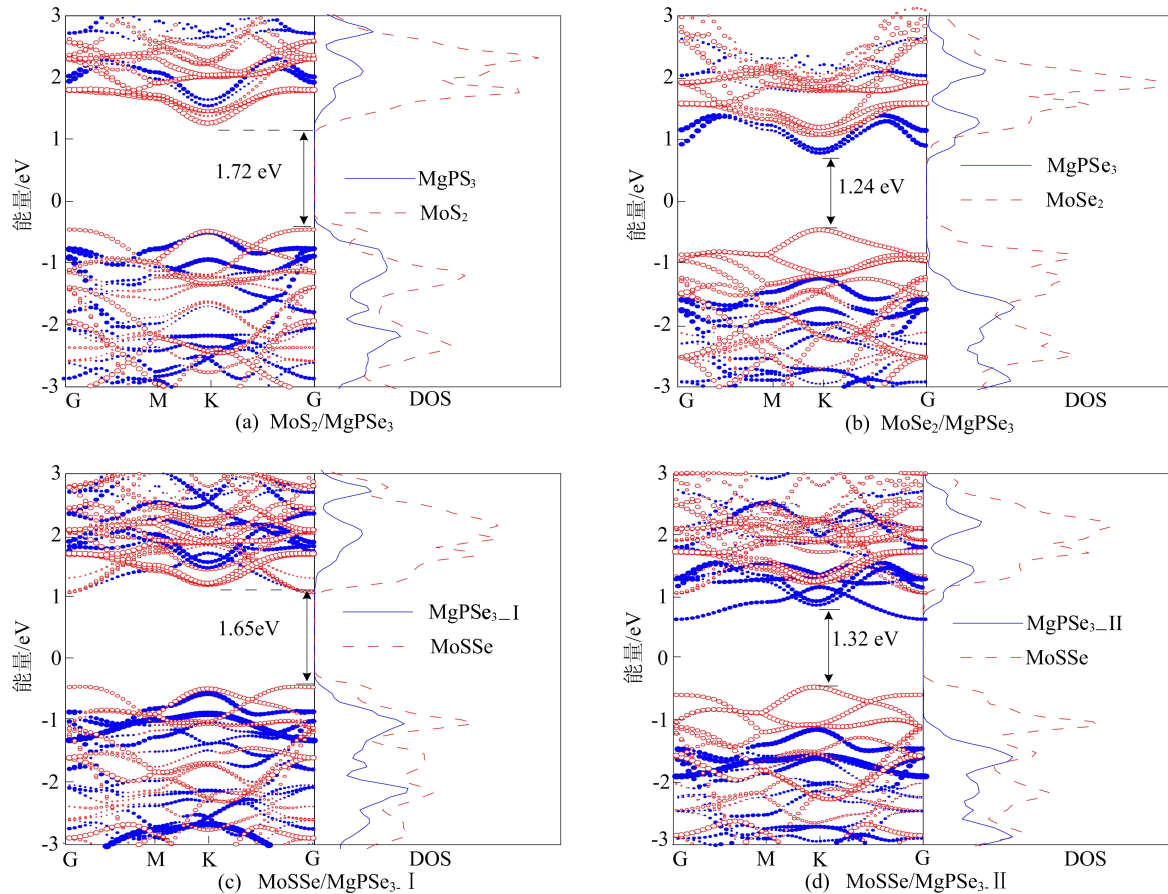 3
2
1
0
-1
-2
-3
能量/eV
1.72 eV
MgPS₃
MoS₂
G M K G DOS
(a) MoS₂/MgPSe₃
3
2
1
0
-1
-2
-3
能量/eV
1.24 eV
MgPSe₃
MoSe₂
G M K G DOS
(b) MoSe₂/MgPSe₃
3
2
1
0
-1
-2
-3
能量/eV
1.65eV
MgPSe₃_I
MoSSe
G M K G DOS
(c) MoSSe/MgPSe₃-Ⅰ
3
2
1
0
-1
-2
-3
能量/eV
1.32 eV
MgPSe₃_II
MoSSe
G M K G DOS
(d) MoSSe/MgPSe₃-Ⅱ